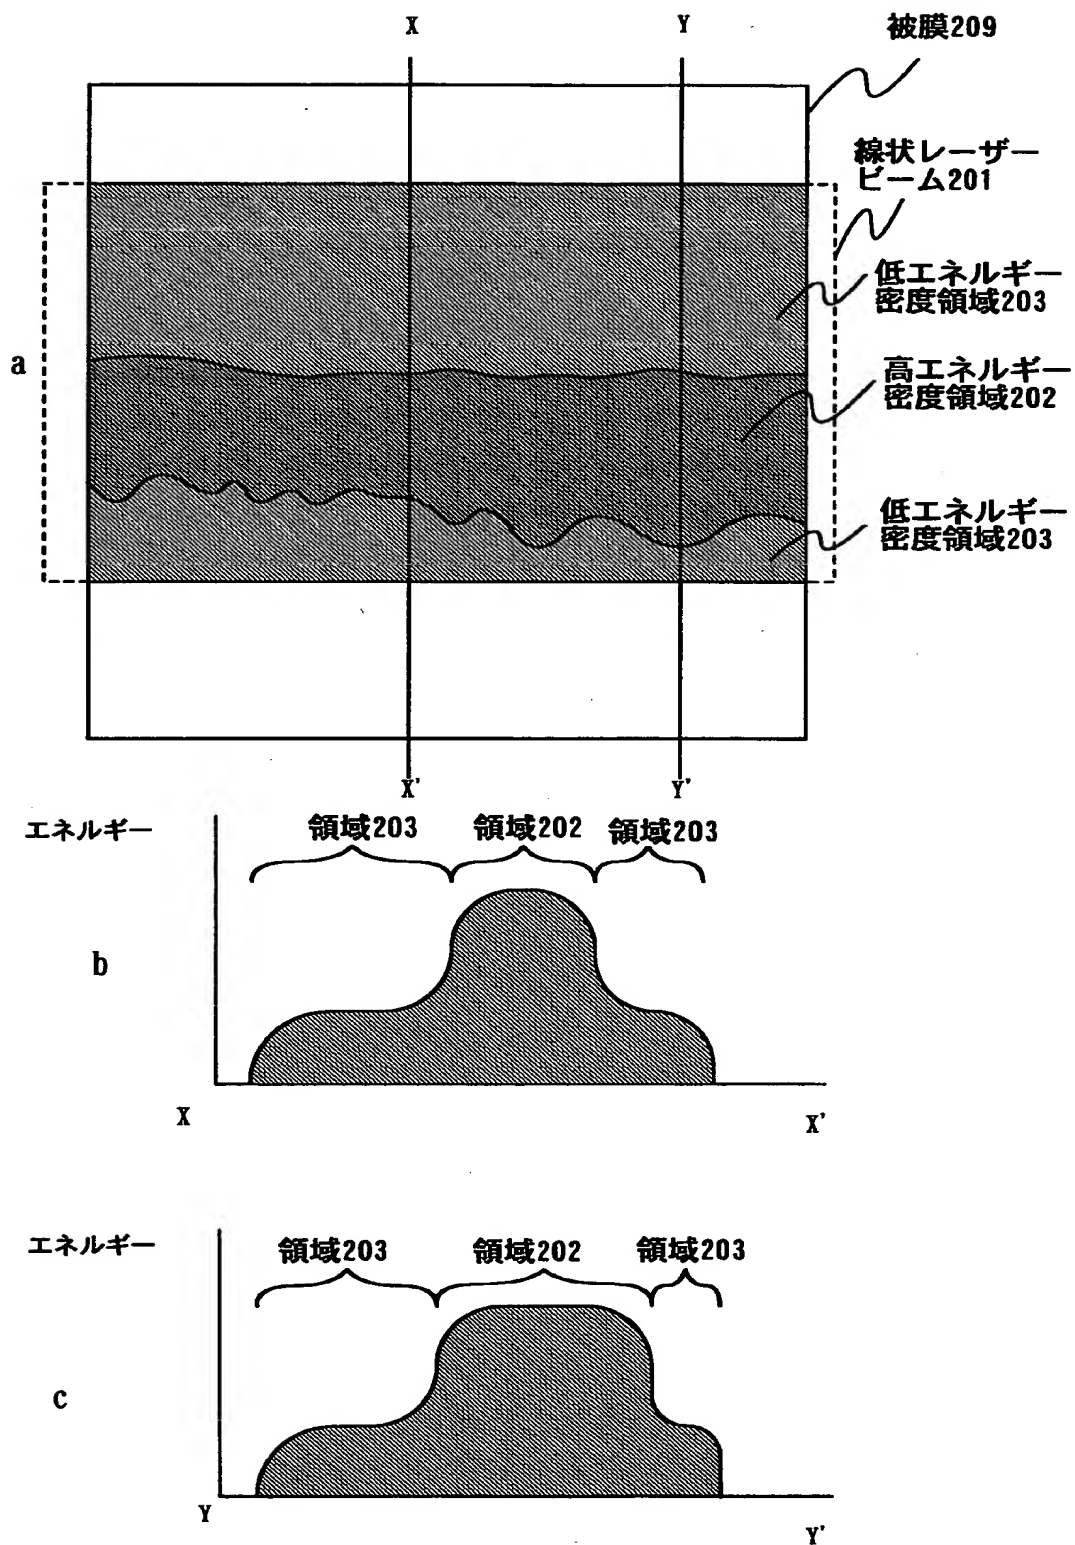 X
Y
被膜209
線状レーザー
ビーム201
低エネルギー
密度領域203
a
高エネルギー
密度領域202
低エネルギー
密度領域203
X'
Y'
エネルギー
領域203
領域202
領域203
b
X
X'
エネルギー
領域203
領域202
領域203
c
Y
Y'